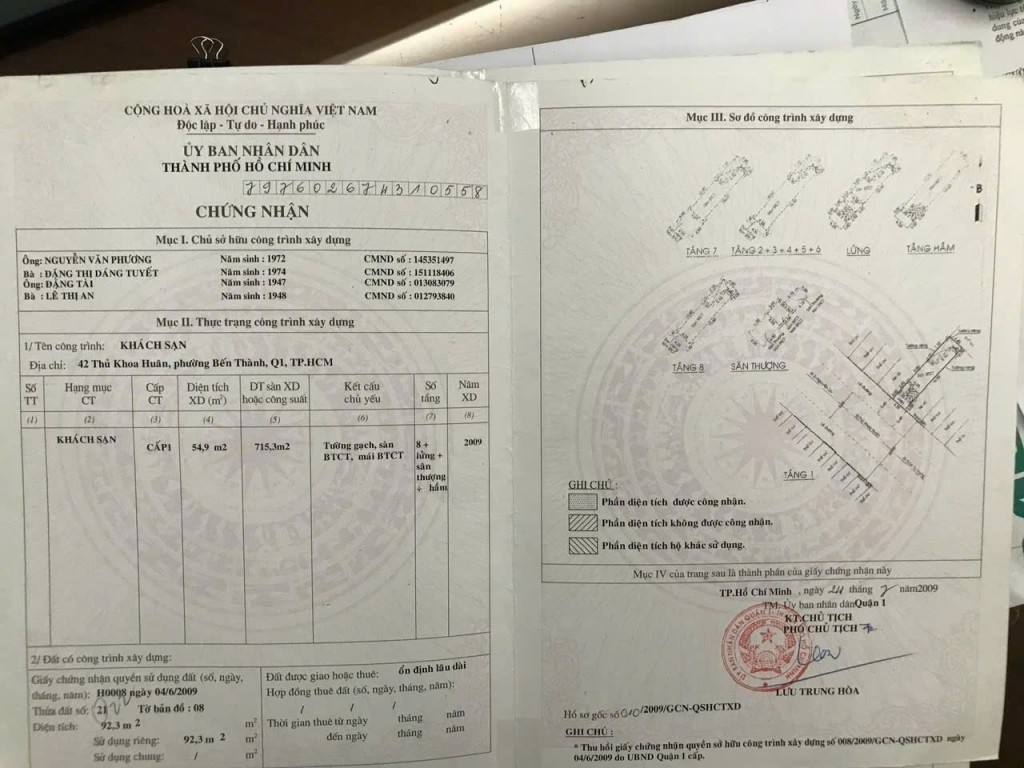 CỘNG HOÀ XÃ HỘI CHỦ NGHĨA VIỆT NAM
Độc lập - Tự do - Hạnh phúc
ỦY BAN NHÂN DÂN
THÀNH PHỐ HỒ CHÍ MINH
797602674310558
CHỨNG NHẬN
Mục I. Chủ sở hữu công trình xây dựng
Ông: NGUYỄN VĂN PHƯƠNG Năm sinh : 1972 CMND số : 145351497
Bà : ĐẶNG THỊ DÁNG TUYẾT Năm sinh : 1974 CMND số : 151118406
Ông: ĐẶNG TÀI Năm sinh : 1947 CMND số : 013083079
Bà : LÊ THỊ AN Năm sinh : 1948 CMND số : 012793840
Mục II. Thực trạng công trình xây dựng
1/ Tên công trình: KHÁCH SẠN
Địa chỉ: 42 Thủ Khoa Huân, phường Bến Thành, Q1, TP.HCM
Số TT Hạng mục CT Cấp CT Diện tích XD (m²) DT sàn XD hoặc công suất Kết cấu chủ yếu Số tầng Năm XD
(1) (2) (3) (4) (5) (6) (7) (8)
KHÁCH SẠN CẤP1 54,9 m2 715,3m2 Tường gạch, sàn BTCT, mái BTCT 8 + lửng + sân thượng + hầm 2009
2/ Đất có công trình xây dựng:
Giấy chứng nhận quyền sử dụng đất (số, ngày, tháng, năm): H0008 ngày 04/6/2009
Thửa đất số: 21 Tờ bản đồ : 08
Diện tích: 92,3 m 2 m²
Sử dụng riêng: 92,3 m 2 m²
Sử dụng chung: / m²
Đất được giao hoặc thuê: ổn định lâu dài
Hợp đồng thuê đất (số, ngày, tháng, năm):
/ / /
Thời gian thuê từ ngày tháng năm
đến ngày tháng năm
Mục III. Sơ đồ công trình xây dựng
TẦNG 7 TẦNG 2+3+4+5+6 LỬNG TẦNG HẦM
B
TẦNG 8 SÂN THƯỢNG
TẦNG 1
GHI CHÚ :
Phần diện tích được công nhận.
Phần diện tích không được công nhận.
Phần diện tích hộ khác sử dụng.
Mục IV của trang sau là thành phần của giấy chứng nhận này
TP.Hồ Chí Minh , ngày 24 tháng 7 năm2009
TM. Ủy ban nhân dân Quận 1
KT.CHỦ TỊCH
PHÓ CHỦ TỊCH
LƯU TRUNG HÒA
Hồ sơ gốc số 010/2009/GCN-QSHCTXD
GHI CHÚ :
* Thu hồi giấy chứng nhận quyền sở hữu công trình xây dựng số 008/2009/GCN-QSHCTXD ngày
04/6/2009 do UBND Quận 1 cấp.